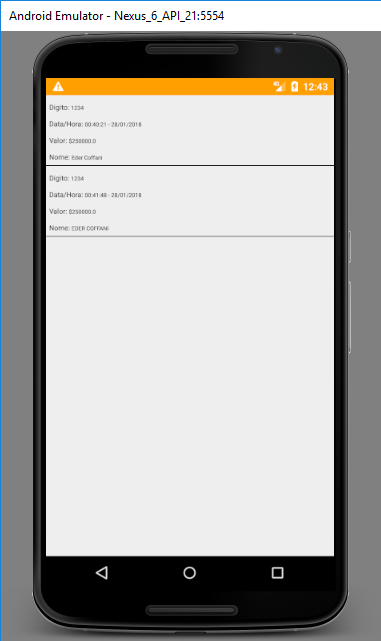 Android Emulator - Nexus_6_API_21:5554
4G 12:43
Digito: 1234
Data/Hora: 00:40:21 - 28/01/2018
Valor: $250000.0
Nome: Eder Coffani
Digito: 1234
Data/Hora: 00:41:48 - 28/01/2018
Valor: $250000.0
Nome: EDER COFFANI